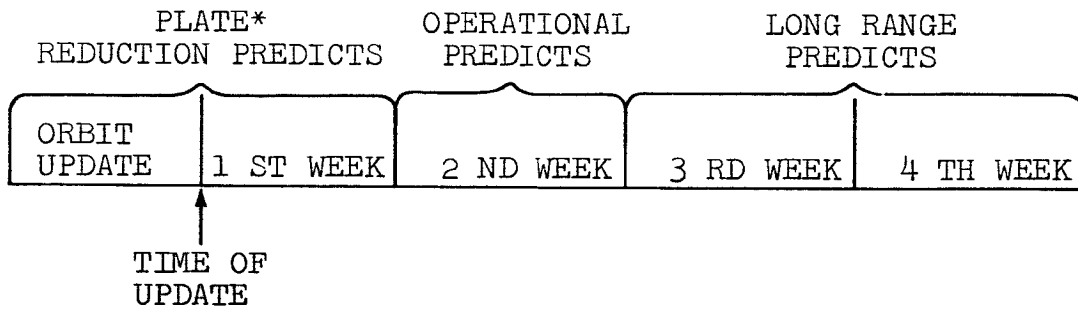 PLATE*
REDUCTION PREDICTS
OPERATIONAL
PREDICTS
LONG RANGE
PREDICTS
ORBIT
UPDATE
1 ST WEEK
2 ND WEEK
3 RD WEEK
4 TH WEEK
TIME OF
UPDATE